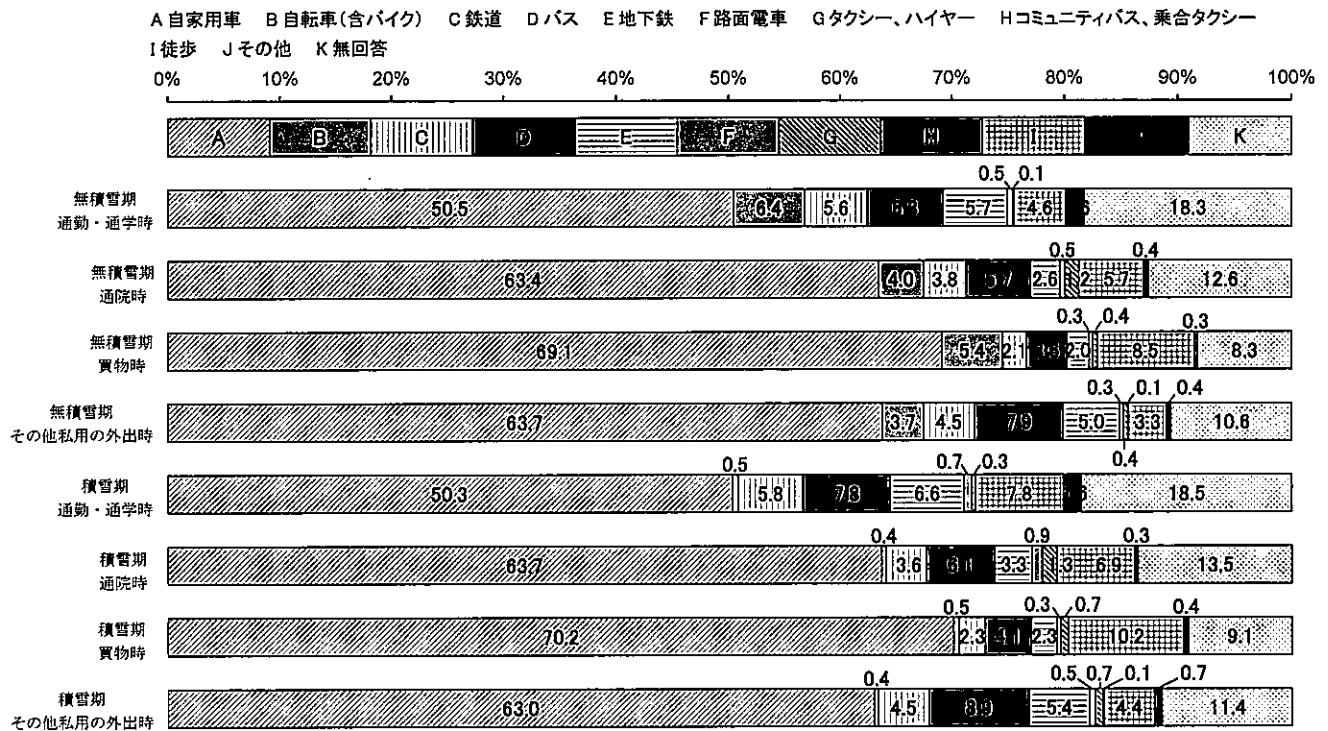 A 自家用車 B 自転車(含バイク) C 鉄道 D バス E 地下鉄 F 路面電車 G タクシー、ハイヤー H コミュニティバス、乗合タクシー
I 徒歩 J その他 K 無回答
0% 10% 20% 30% 40% 50% 60% 70% 80% 90% 100%
A B C D E F G H I K
0.5 0.1
無積雪期
通勤・通学時
50.5 6.4 5.6 5.7 4.6 18.3
0.5 0.4
無積雪期
通院時
63.4 4.0 3.8 5.7 2.6 2 5.7 12.6
0.3 0.4 0.3
無積雪期
買物時
69.1 5.4 2.1 2.0 8.5 8.3
0.3 0.1 0.4
無積雪期
その他私用の外出時
63.7 3.7 4.5 7.9 5.0 3.3 10.6
0.4
0.5 0.7 0.3
積雪期
通勤・通学時
50.3 5.8 7.8 6.6 7.8 18.5
0.4 0.9 0.3
積雪期
通院時
63.7 3.6 6.1 3.3 3 6.9 13.5
0.5 0.3 0.7 0.4
積雪期
買物時
70.2 2.3 4.1 2.3 10.2 9.1
0.4 0.5 0.7 0.1 0.7
積雪期
その他私用の外出時
63.0 4.5 8.9 5.4 4.4 11.4